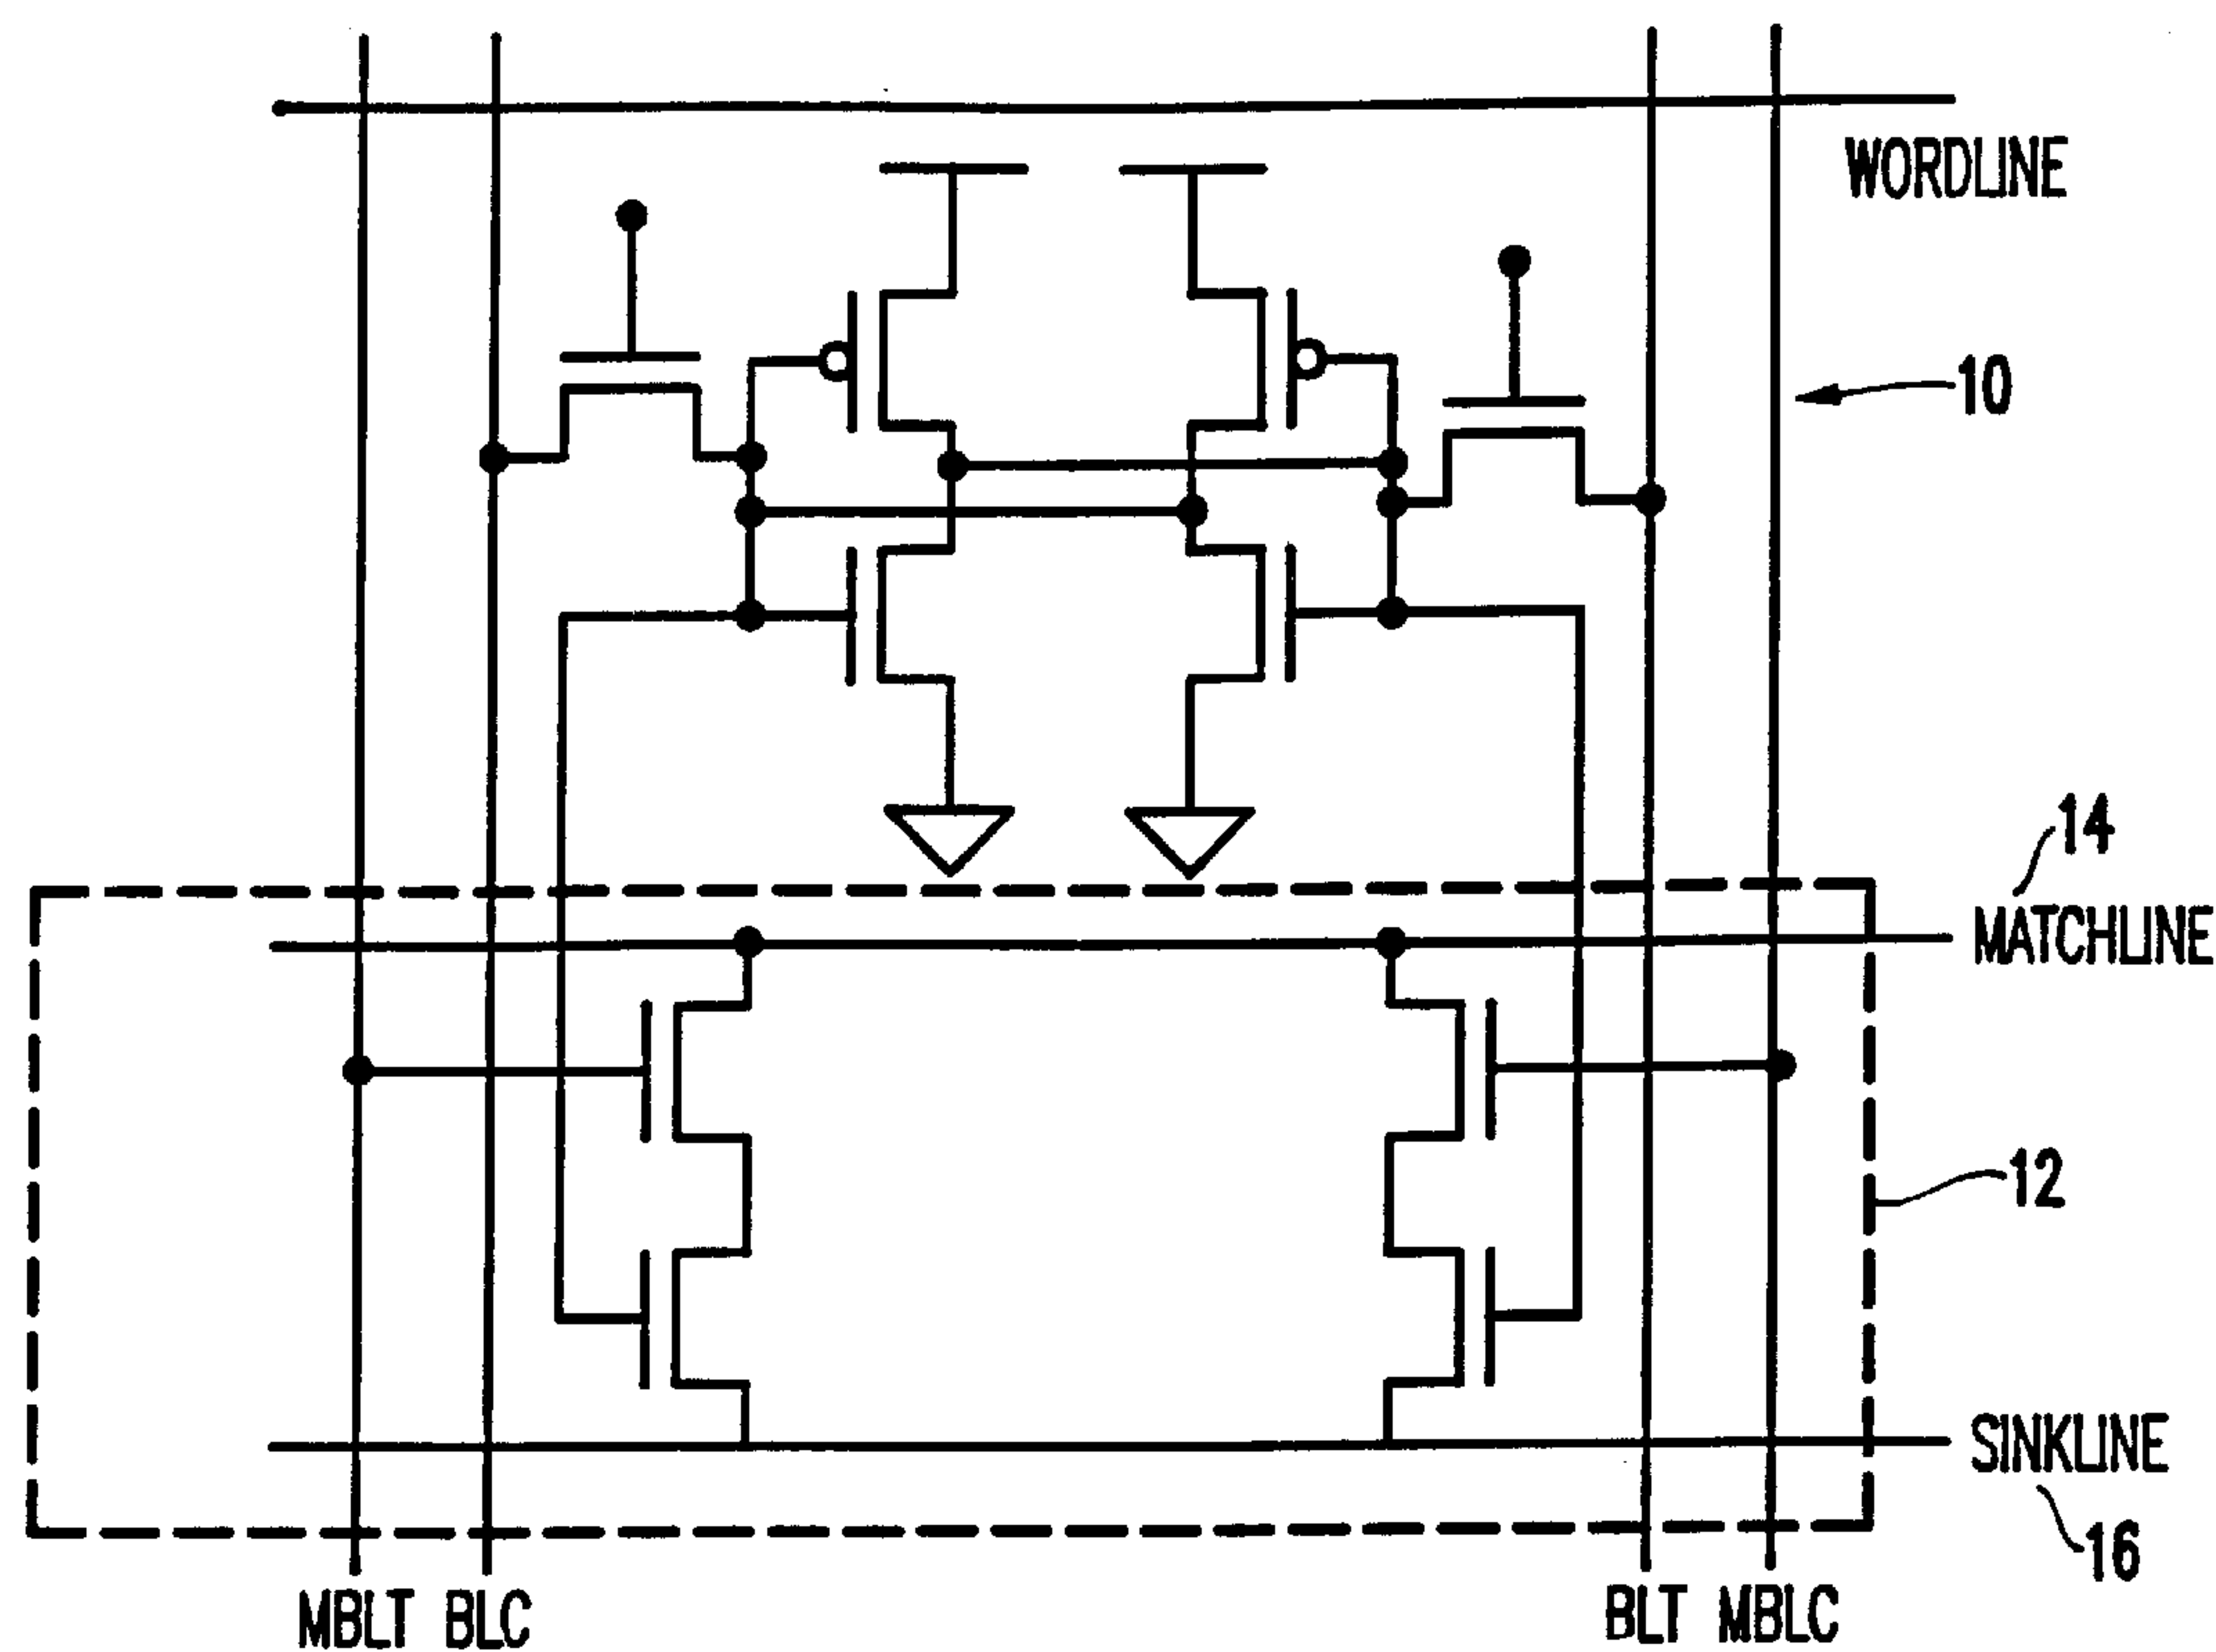 WORDLINE
10
14
MATCHLINE
12
SINKLINE
16
MBLT BLC
BLT MBLC